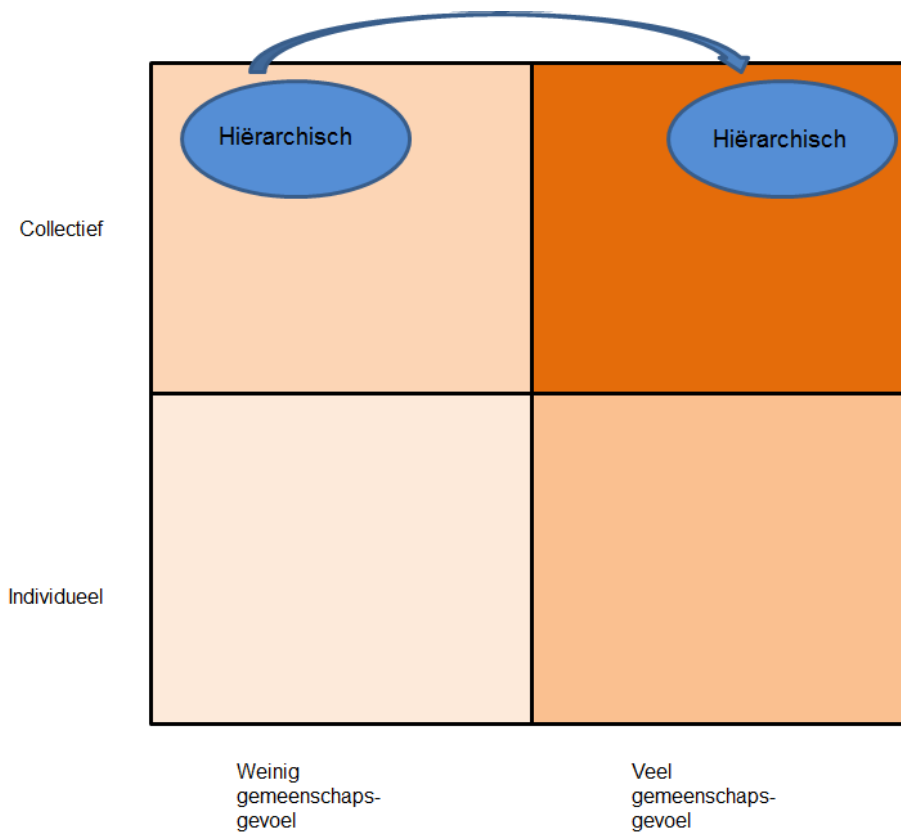 Hiërarchisch
Hiërarchisch
Collectief
Individueel
Weinig
gemeenschaps-
gevoel
Veel
gemeenschaps-
gevoel